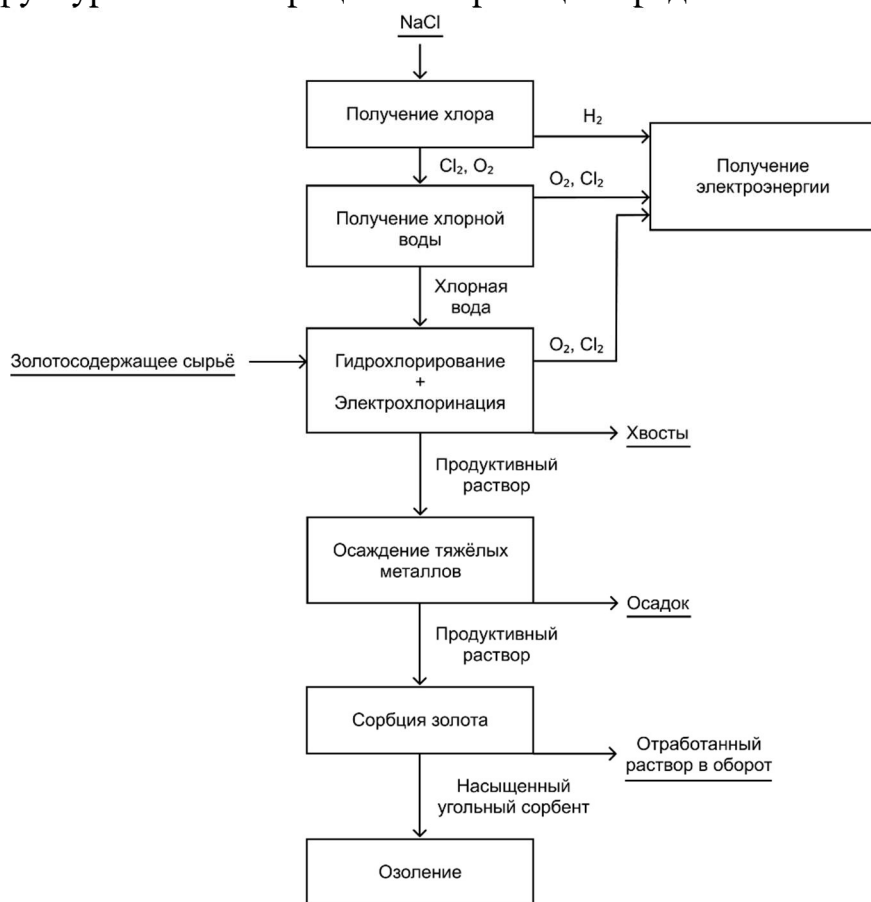 NaCl
Получение хлора
H₂
Получение
электроэнергии
Cl₂, O₂
O₂, Cl₂
Получение хлорной
воды
Хлорная
вода
Золотосодержащее сырьё
Гидрохлорирование
+
Электрохлоринация
O₂, Cl₂
Хвосты
Продуктивный
раствор
Осаждение тяжёлых
металлов
Осадок
Продуктивный
раствор
Сорбция золота
Отработанный
раствор в оборот
Насыщенный
угольный сорбент
Озоление